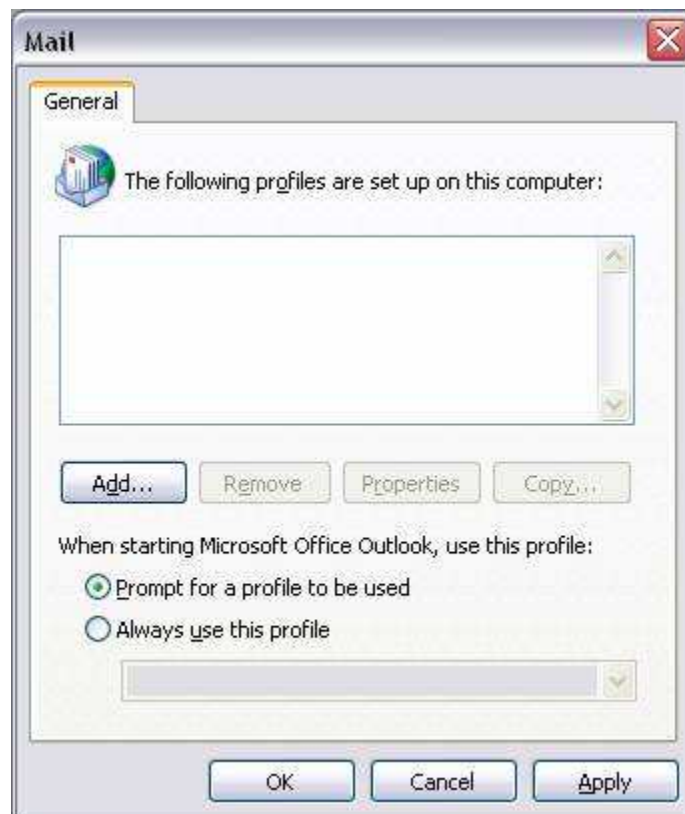 Mail
General
The following profiles are set up on this computer:
Add...
Remove
Properties
Copy...
When starting Microsoft Office Outlook, use this profile:
Prompt for a profile to be used
Always use this profile
OK
Cancel
Apply